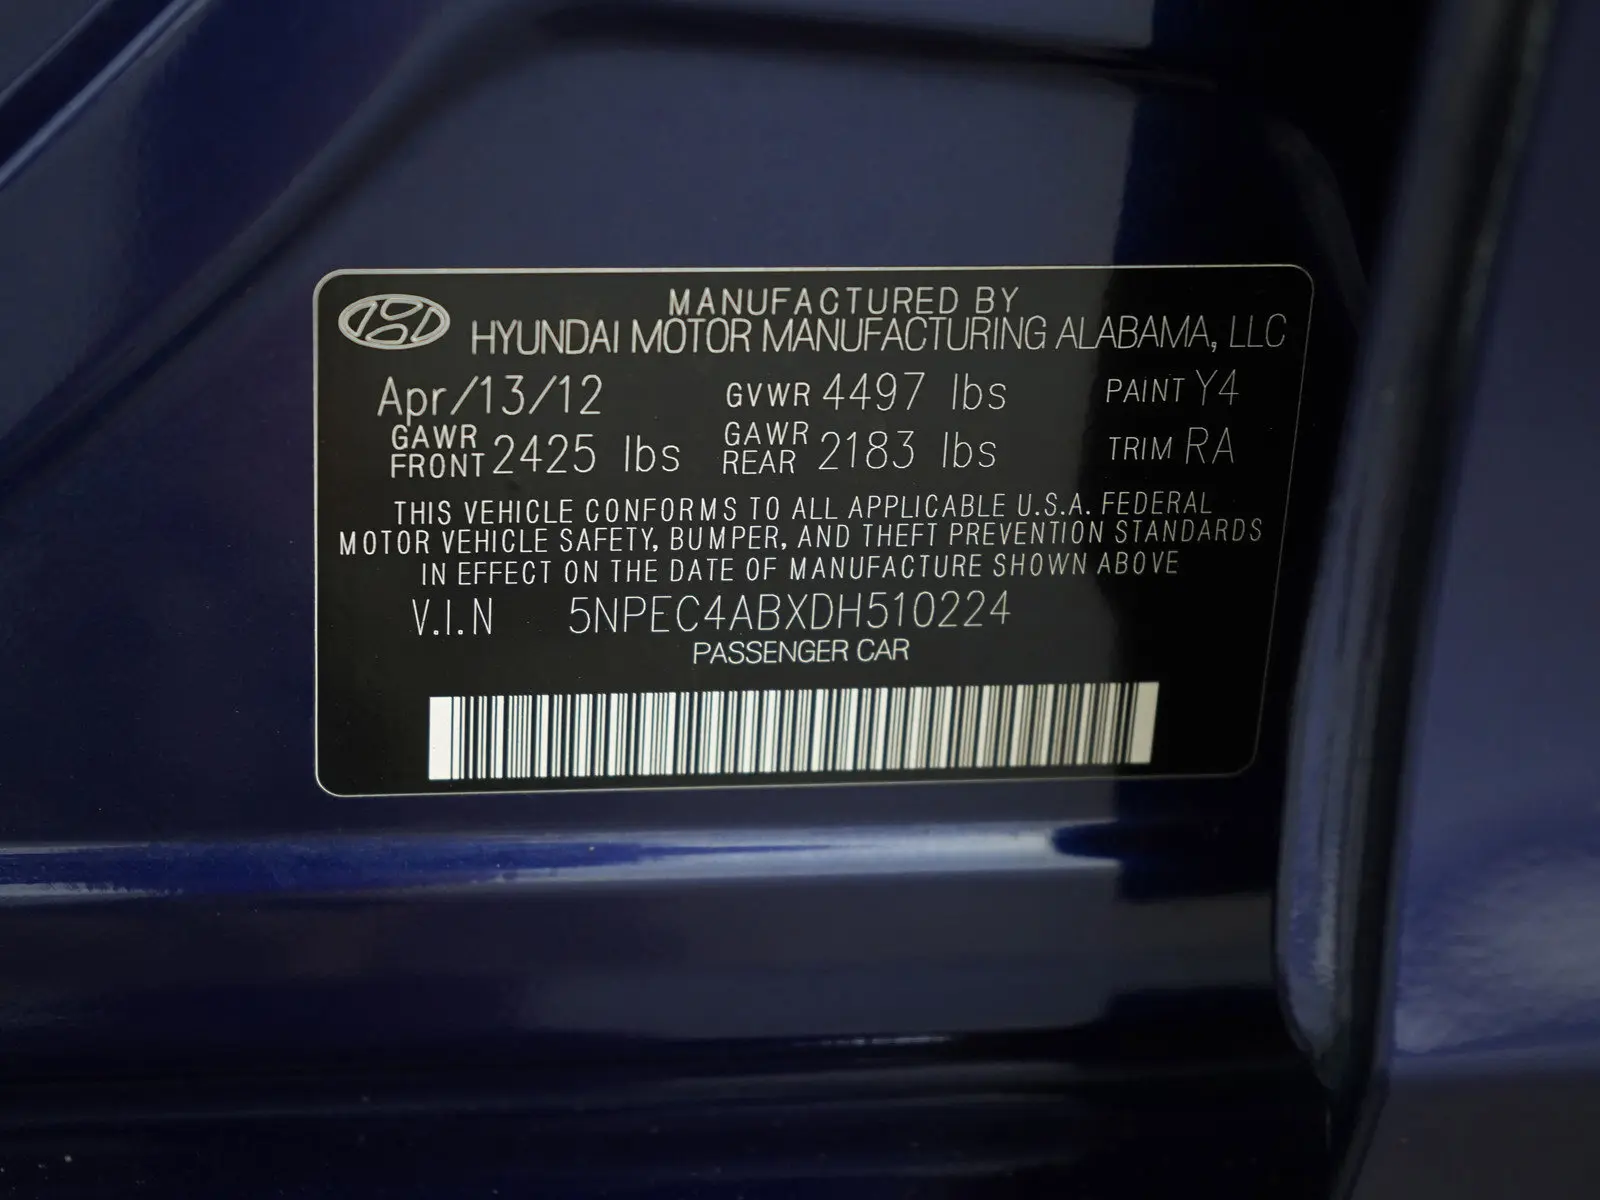 MANUFACTURED BY
HYUNDAI MOTOR MANUFACTURING ALABAMA, LLC
Apr/13/12 GVWR 4497 lbs PAINT Y4
GAWR FRONT 2425 lbs GAWR REAR 2183 lbs TRIM RA
THIS VEHICLE CONFORMS TO ALL APPLICABLE U.S.A. FEDERAL
MOTOR VEHICLE SAFETY, BUMPER, AND THEFT PREVENTION STANDARDS
IN EFFECT ON THE DATE OF MANUFACTURE SHOWN ABOVE
V.I.N 5NPEC4ABXDH510224
PASSENGER CAR